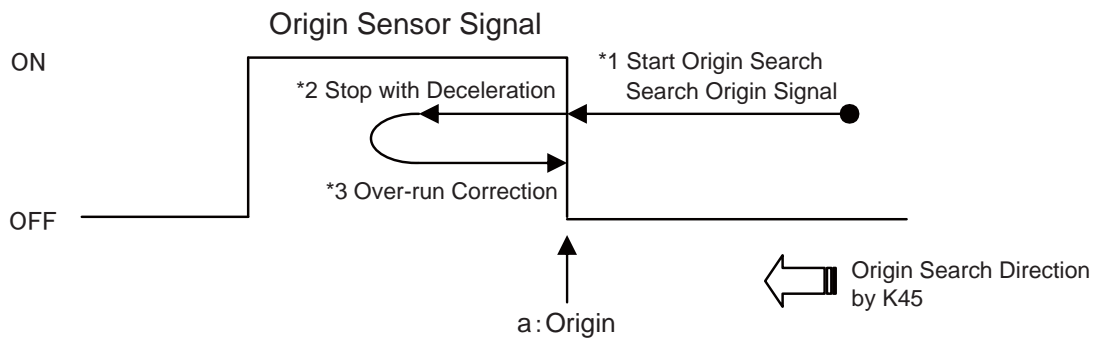 Origin Sensor Signal
ON
*1 Start Origin Search
Search Origin Signal
*2 Stop with Deceleration
*3 Over-run Correction
OFF
Origin Search Direction
by K45
a:Origin